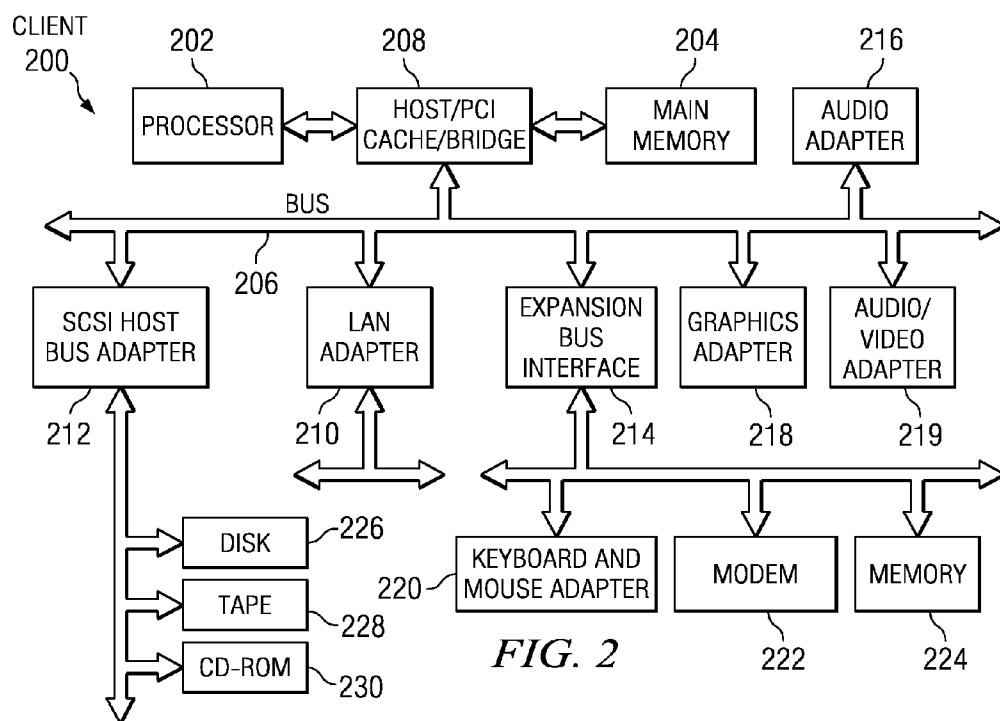 CLIENT
200
202
208
204
216
PROCESSOR
HOST/PCI
CACHE/BRIDGE
MAIN
MEMORY
AUDIO
ADAPTER
BUS
206
SCSI HOST
BUS ADAPTER
LAN
ADAPTER
EXPANSION
BUS
INTERFACE
GRAPHICS
ADAPTER
AUDIO/
VIDEO
ADAPTER
212
210
214
218
219
DISK
226
TAPE
228
CD-ROM
230
220
KEYBOARD AND
MOUSE ADAPTER
MODEM
MEMORY
222
224
FIG. 2